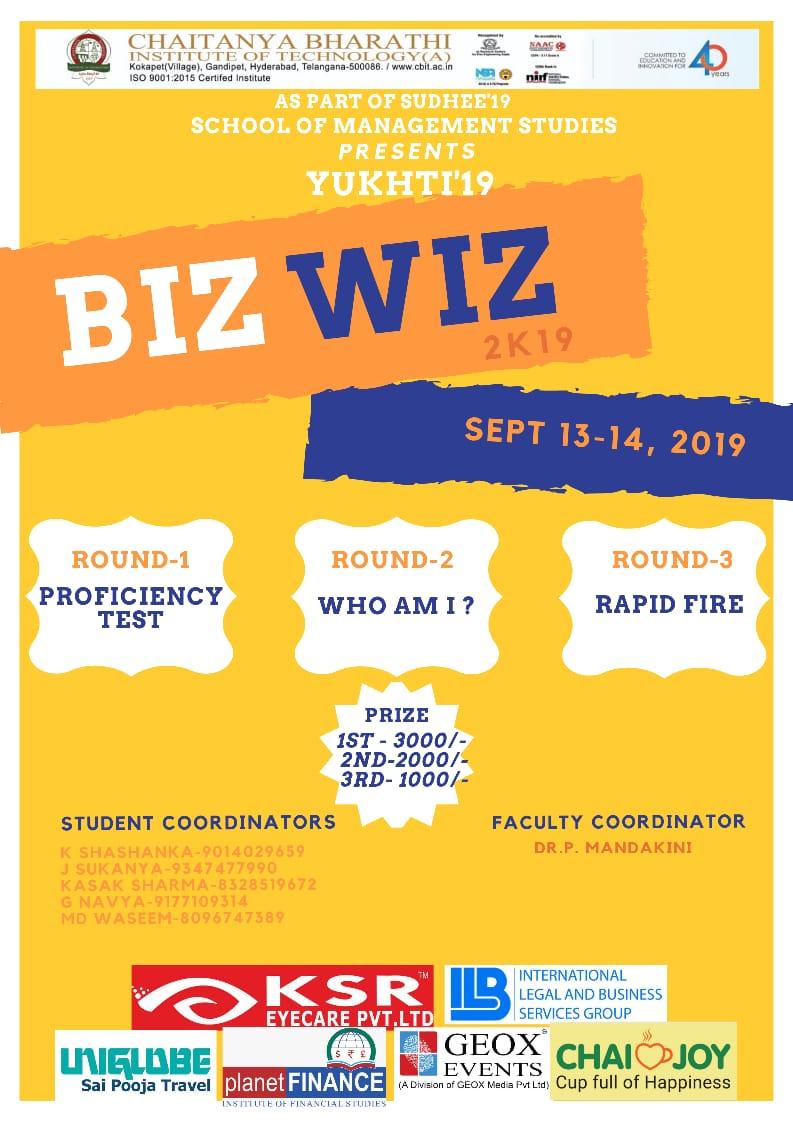 CHAITANYA BHARATHI
INSTITUTE OF TECHNOLOGY(A)
Kokapet(Village), Gandipet, Hyderabad, Telangana-500086. / www.cbit.ac.in
ISO 9001:2015 Certifed Institute
NAAC
NBA
nirf
COMMITTED TO
EDUCATION AND
INNOVATION FOR
40
years
AS PART OF SUDHEE'19
SCHOOL OF MANAGEMENT STUDIES
PRESENTS
YUKHTI'19
BIZ WIZ
2K19
SEPT 13-14, 2019
ROUND-1
PROFICIENCY
TEST
ROUND-2
WHO AM I ?
ROUND-3
RAPID FIRE
PRIZE
1ST - 3000/-
2ND-2000/-
3RD- 1000/-
STUDENT COORDINATORS
K SHASHANKA-9014029659
J SUKANYA-9347477990
KASAK SHARMA-8328519672
G NAVYA-9177109314
MD WASEEM-8096747389
FACULTY COORDINATOR
DR.P. MANDAKINI
KSR TM
EYECARE PVT.LTD
ILB
INTERNATIONAL
LEGAL AND BUSINESS
SERVICES GROUP
UNIGLOBE
Sai Pooja Travel
$ ₹ £
planet FINANCE
INSTITUTE OF FINANCIAL STUDIES
GEOX
EVENTS
(A Division of GEOX Media Pvt Ltd)
CHAI JOY
Cup full of Happiness